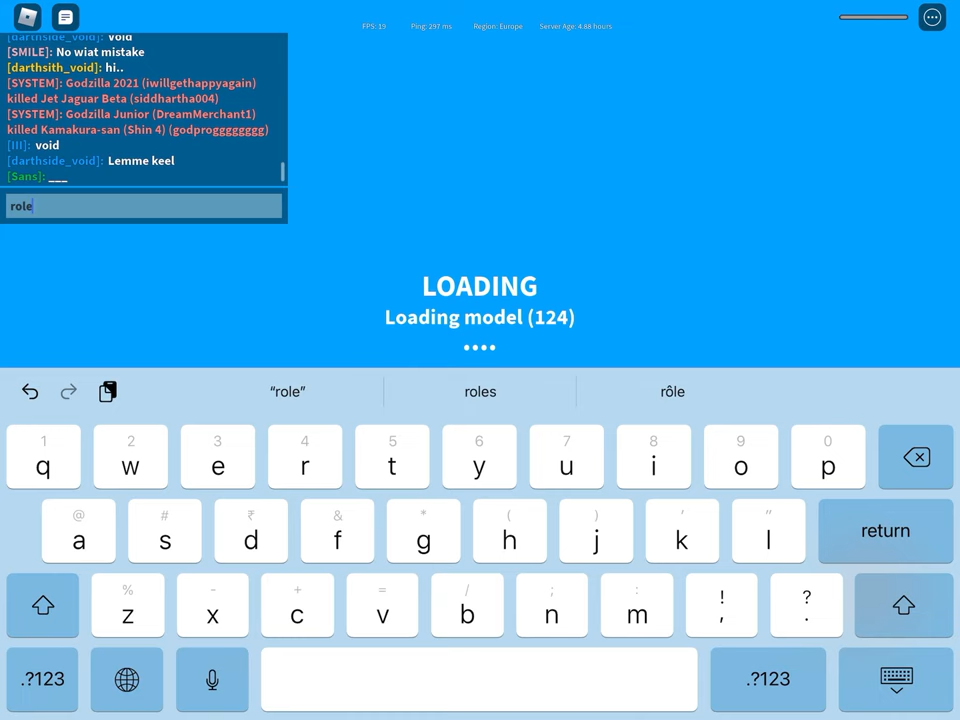 FPS: 19 Ping: 297 ms Region: Europe Server Age: 4.88 hours
[darthside_void]: Void
[SMILE]: No wiat mistake
[darthsith_void]: hi..
[SYSTEM]: Godzilla 2021 (iwillgethappyagain)
killed Jet Jaguar Beta (siddhartha004)
[SYSTEM]: Godzilla Junior (DreamMerchant1)
killed Kamakura-san (Shin 4) (godprogggggggg)
[III]: void
[darthside_void]: Lemme keel
[Sans]: ___
role
LOADING
Loading model (124)
“role” roles rôle
1 2 3 4 5 6 7 8 9 0
q w e r t y u i o p
@ # ₹ & * ( ) ' "
a s d f g h j k l return
% - + = / ; : ! ?
z x c v b n m , .
.?123 .?123